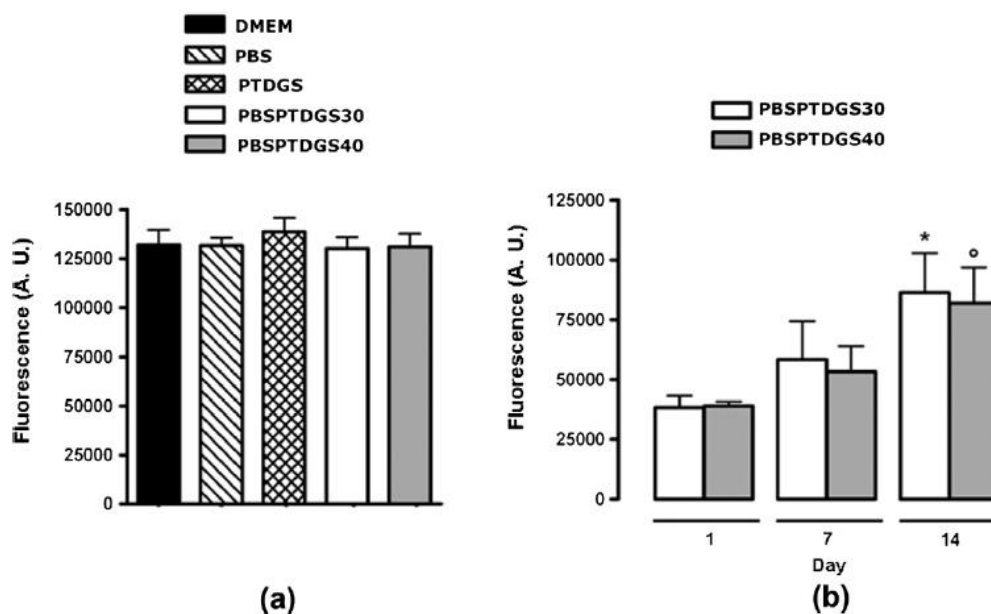 DMEM
PBS
PTDGS
PBSPTDGS30
PBSPTDGS40
Fluorescence (A. U.)
150000
125000
100000
75000
50000
25000
0
(a)
PBSPTDGS30
PBSPTDGS40
Fluorescence (A. U.)
125000
100000
75000
50000
25000
0
* °
1 7 14
Day
(b)